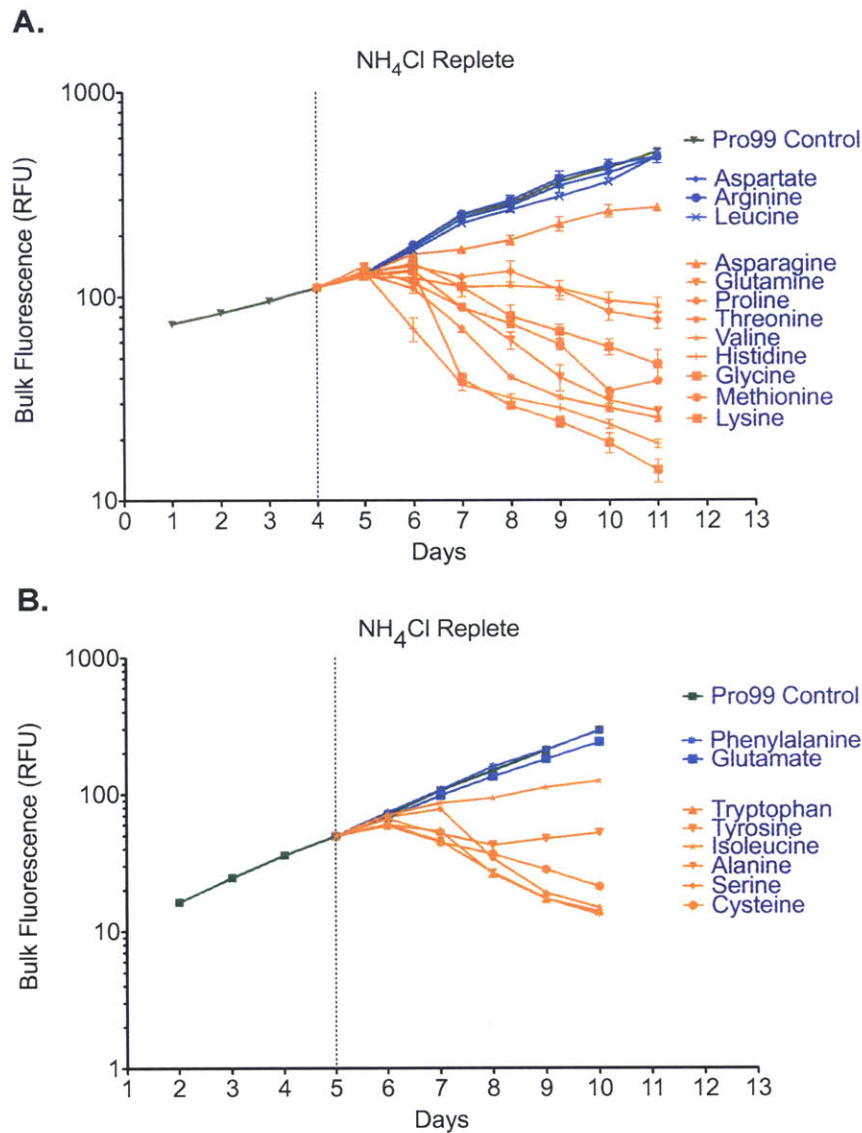 A.
NH4Cl Replete
1000
100
10
Bulk Fluorescence (RFU)
0 1 2 3 4 5 6 7 8 9 10 11 12 13
Days
Pro99 Control
Aspartate
Arginine
Leucine
Asparagine
Glutamine
Proline
Threonine
Valine
Histidine
Glycine
Methionine
Lysine
B.
NH4Cl Replete
1000
100
10
1
Bulk Fluorescence (RFU)
1 2 3 4 5 6 7 8 9 10 11 12 13
Days
Pro99 Control
Phenylalanine
Glutamate
Tryptophan
Tyrosine
Isoleucine
Alanine
Serine
Cysteine